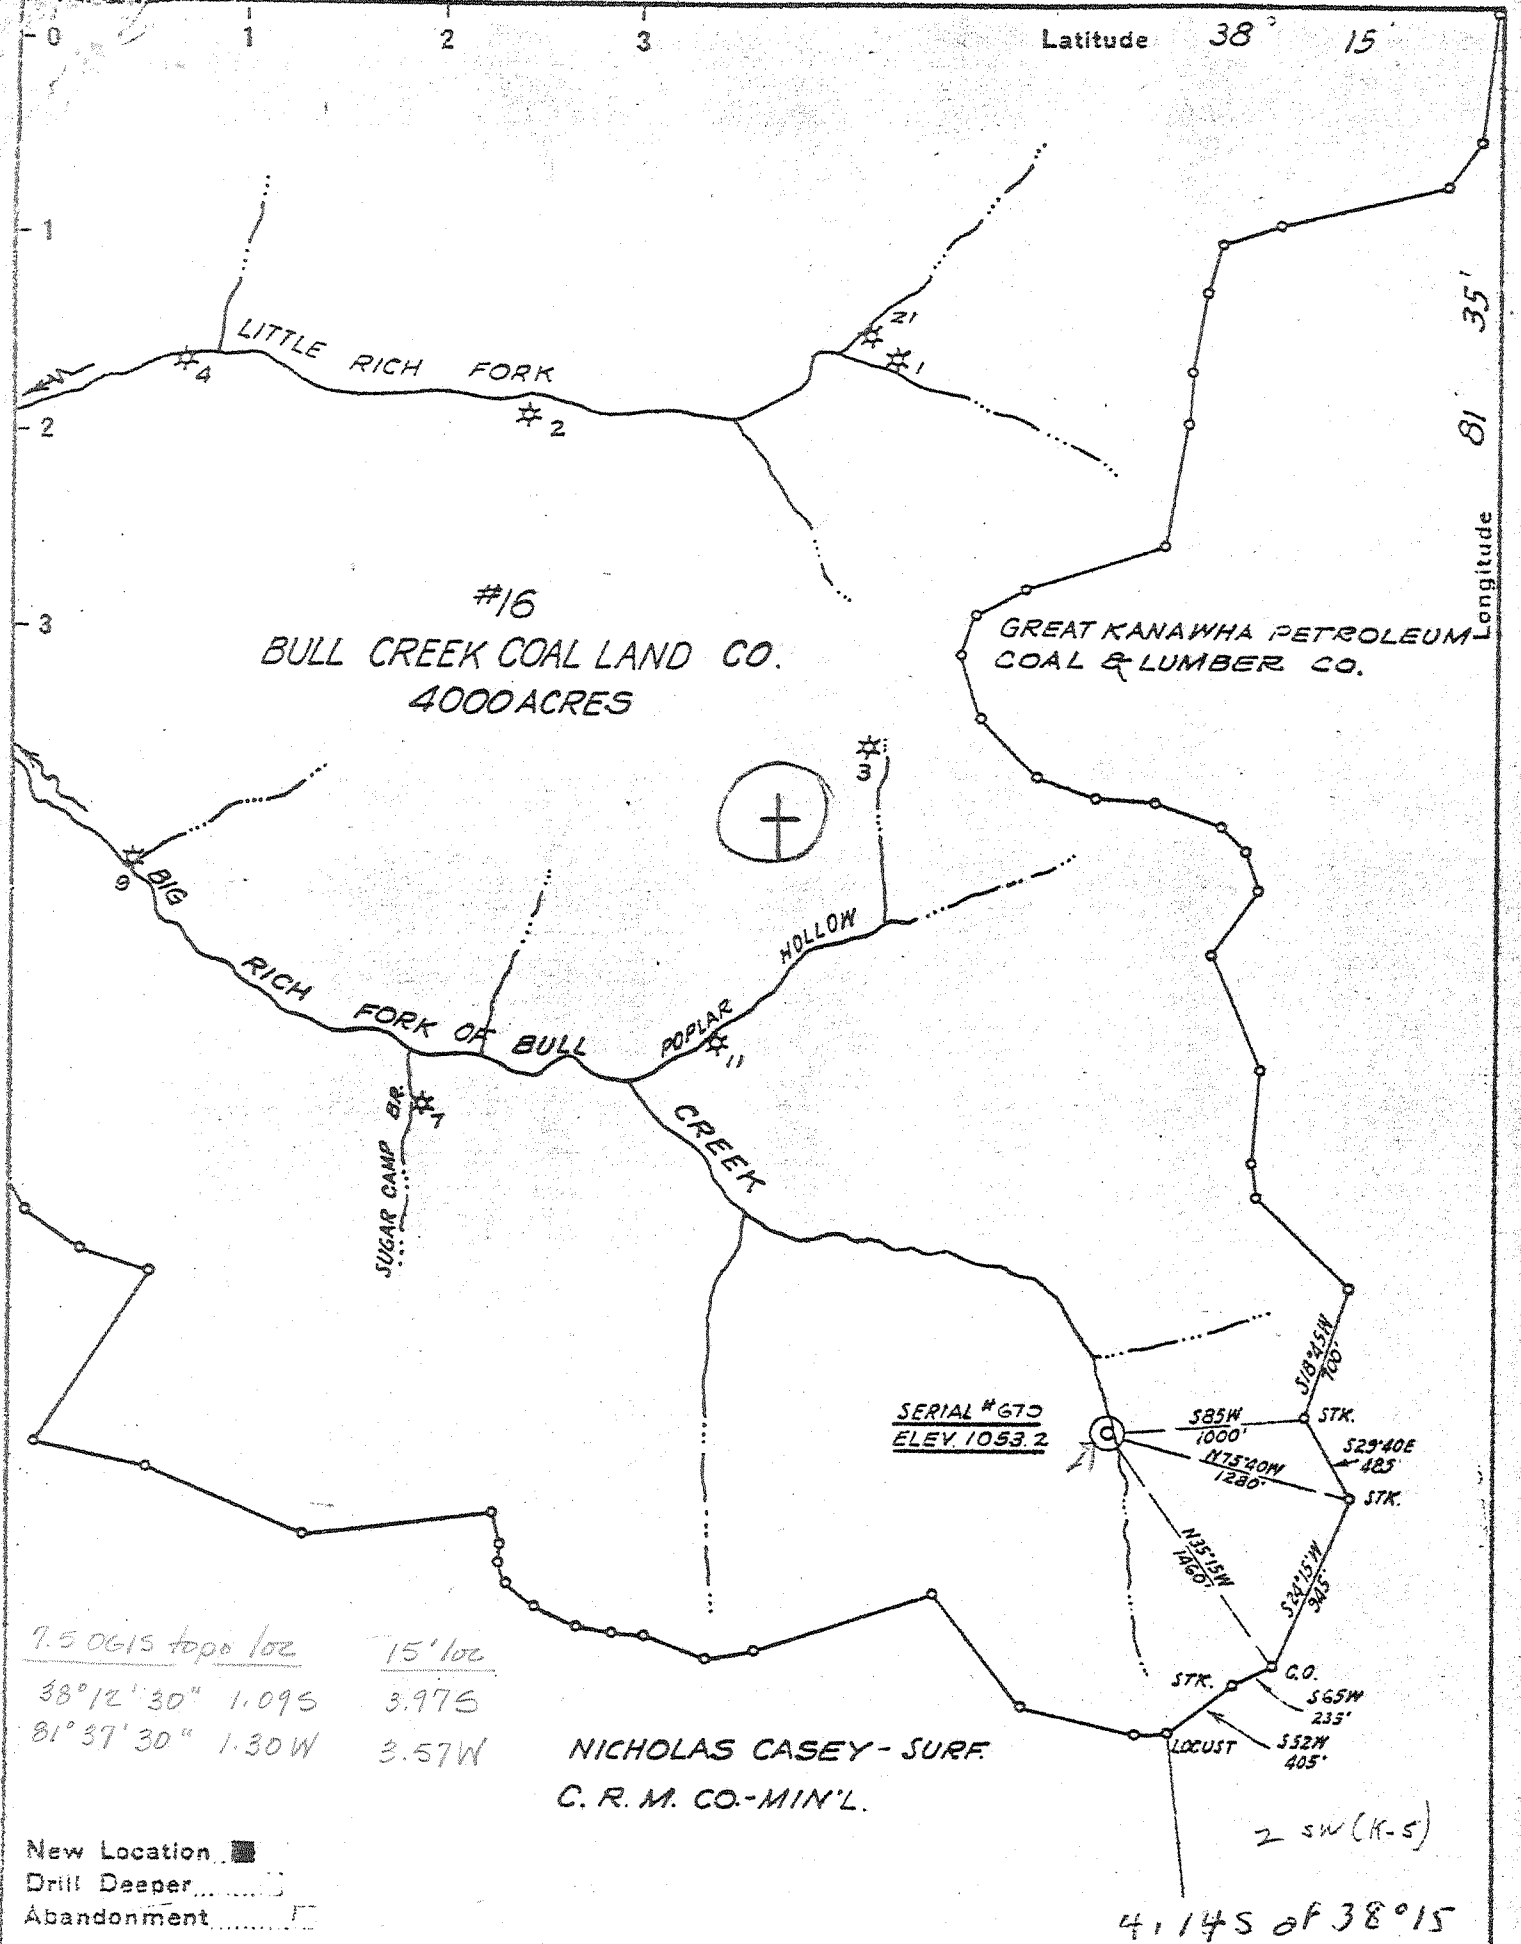 0 1 2 3
Latitude 38° 15'
1
2
3
Longitude 81 35'
LITTLE RICH FORK
4
2
21
1
#16
BULL CREEK COAL LAND CO.
4000 ACRES
GREAT KANAWHA PETROLEUM
COAL & LUMBER CO.
3
9
BIG RICH FORK OF BULL CREEK
POPLAR HOLLOW
11
SUGAR CAMP BR.
7
S18°45W
700'
SERIAL #
ELEV. 1053.2
S85W
1000'
STK.
S29°40E
485'
N75°40W
1280'
STK.
N35°15W
1460'
S24°15'W
945'
STK.
C.O.
S65W
233'
LOCUST
S52W
405'
7.5 OGIS topo loc 15' loc
38°12'30" 1.09S 3.97S
81°37'30" 1.30W 3.57W
NICHOLAS CASEY - SURF.
C. R. M. CO.-MIN'L.
2 SW (K-5)
New Location
Drill Deeper
Abandonment
4.14S of 38°15